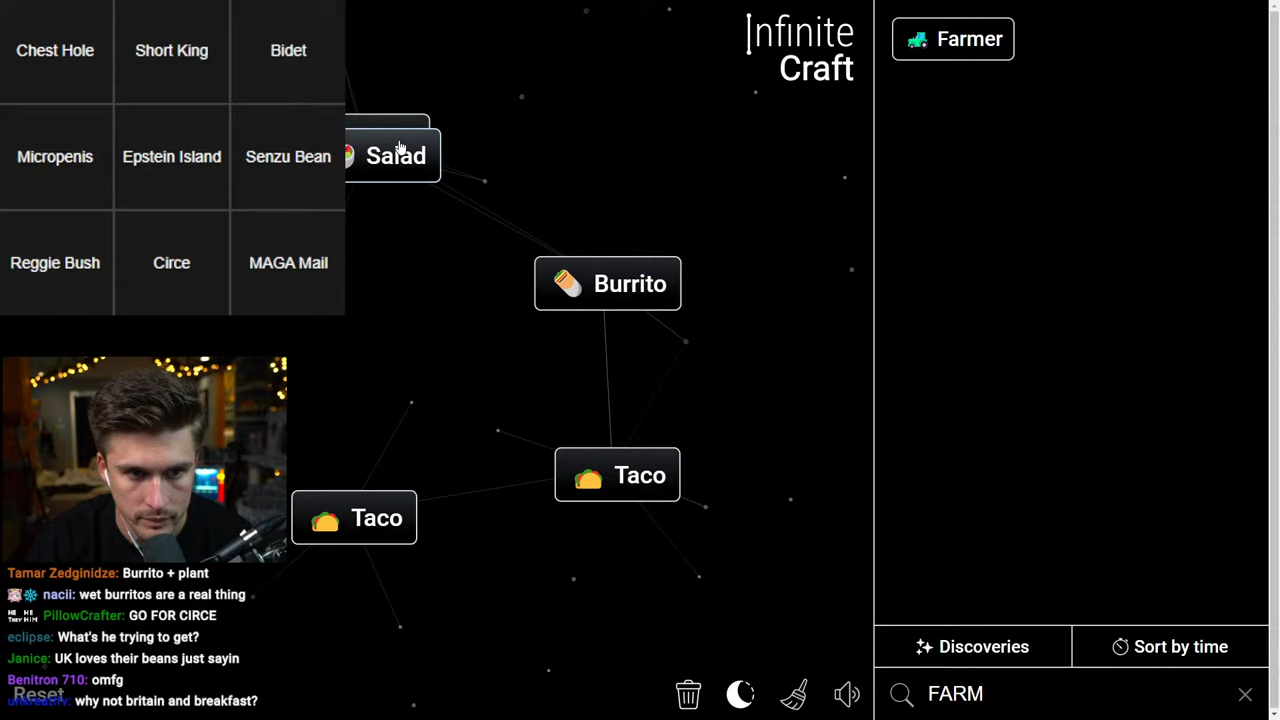 Chest Hole
Short King
Bidet
Micropenis
Epstein Island
Senzu Bean
Reggie Bush
Circe
MAGA Mail
Infinite
Craft
Salad
Burrito
Taco
Taco
Farmer
Tamar Zedginidze: Burrito + plant
nacii: wet burritos are a real thing
PillowCrafter: GO FOR CIRCE
eclipse: What's he trying to get?
Janice: UK loves their beans just sayin
Benitron 710: omfg
unkreativ: why not britain and breakfast?
Reset
Discoveries
Sort by time
FARM